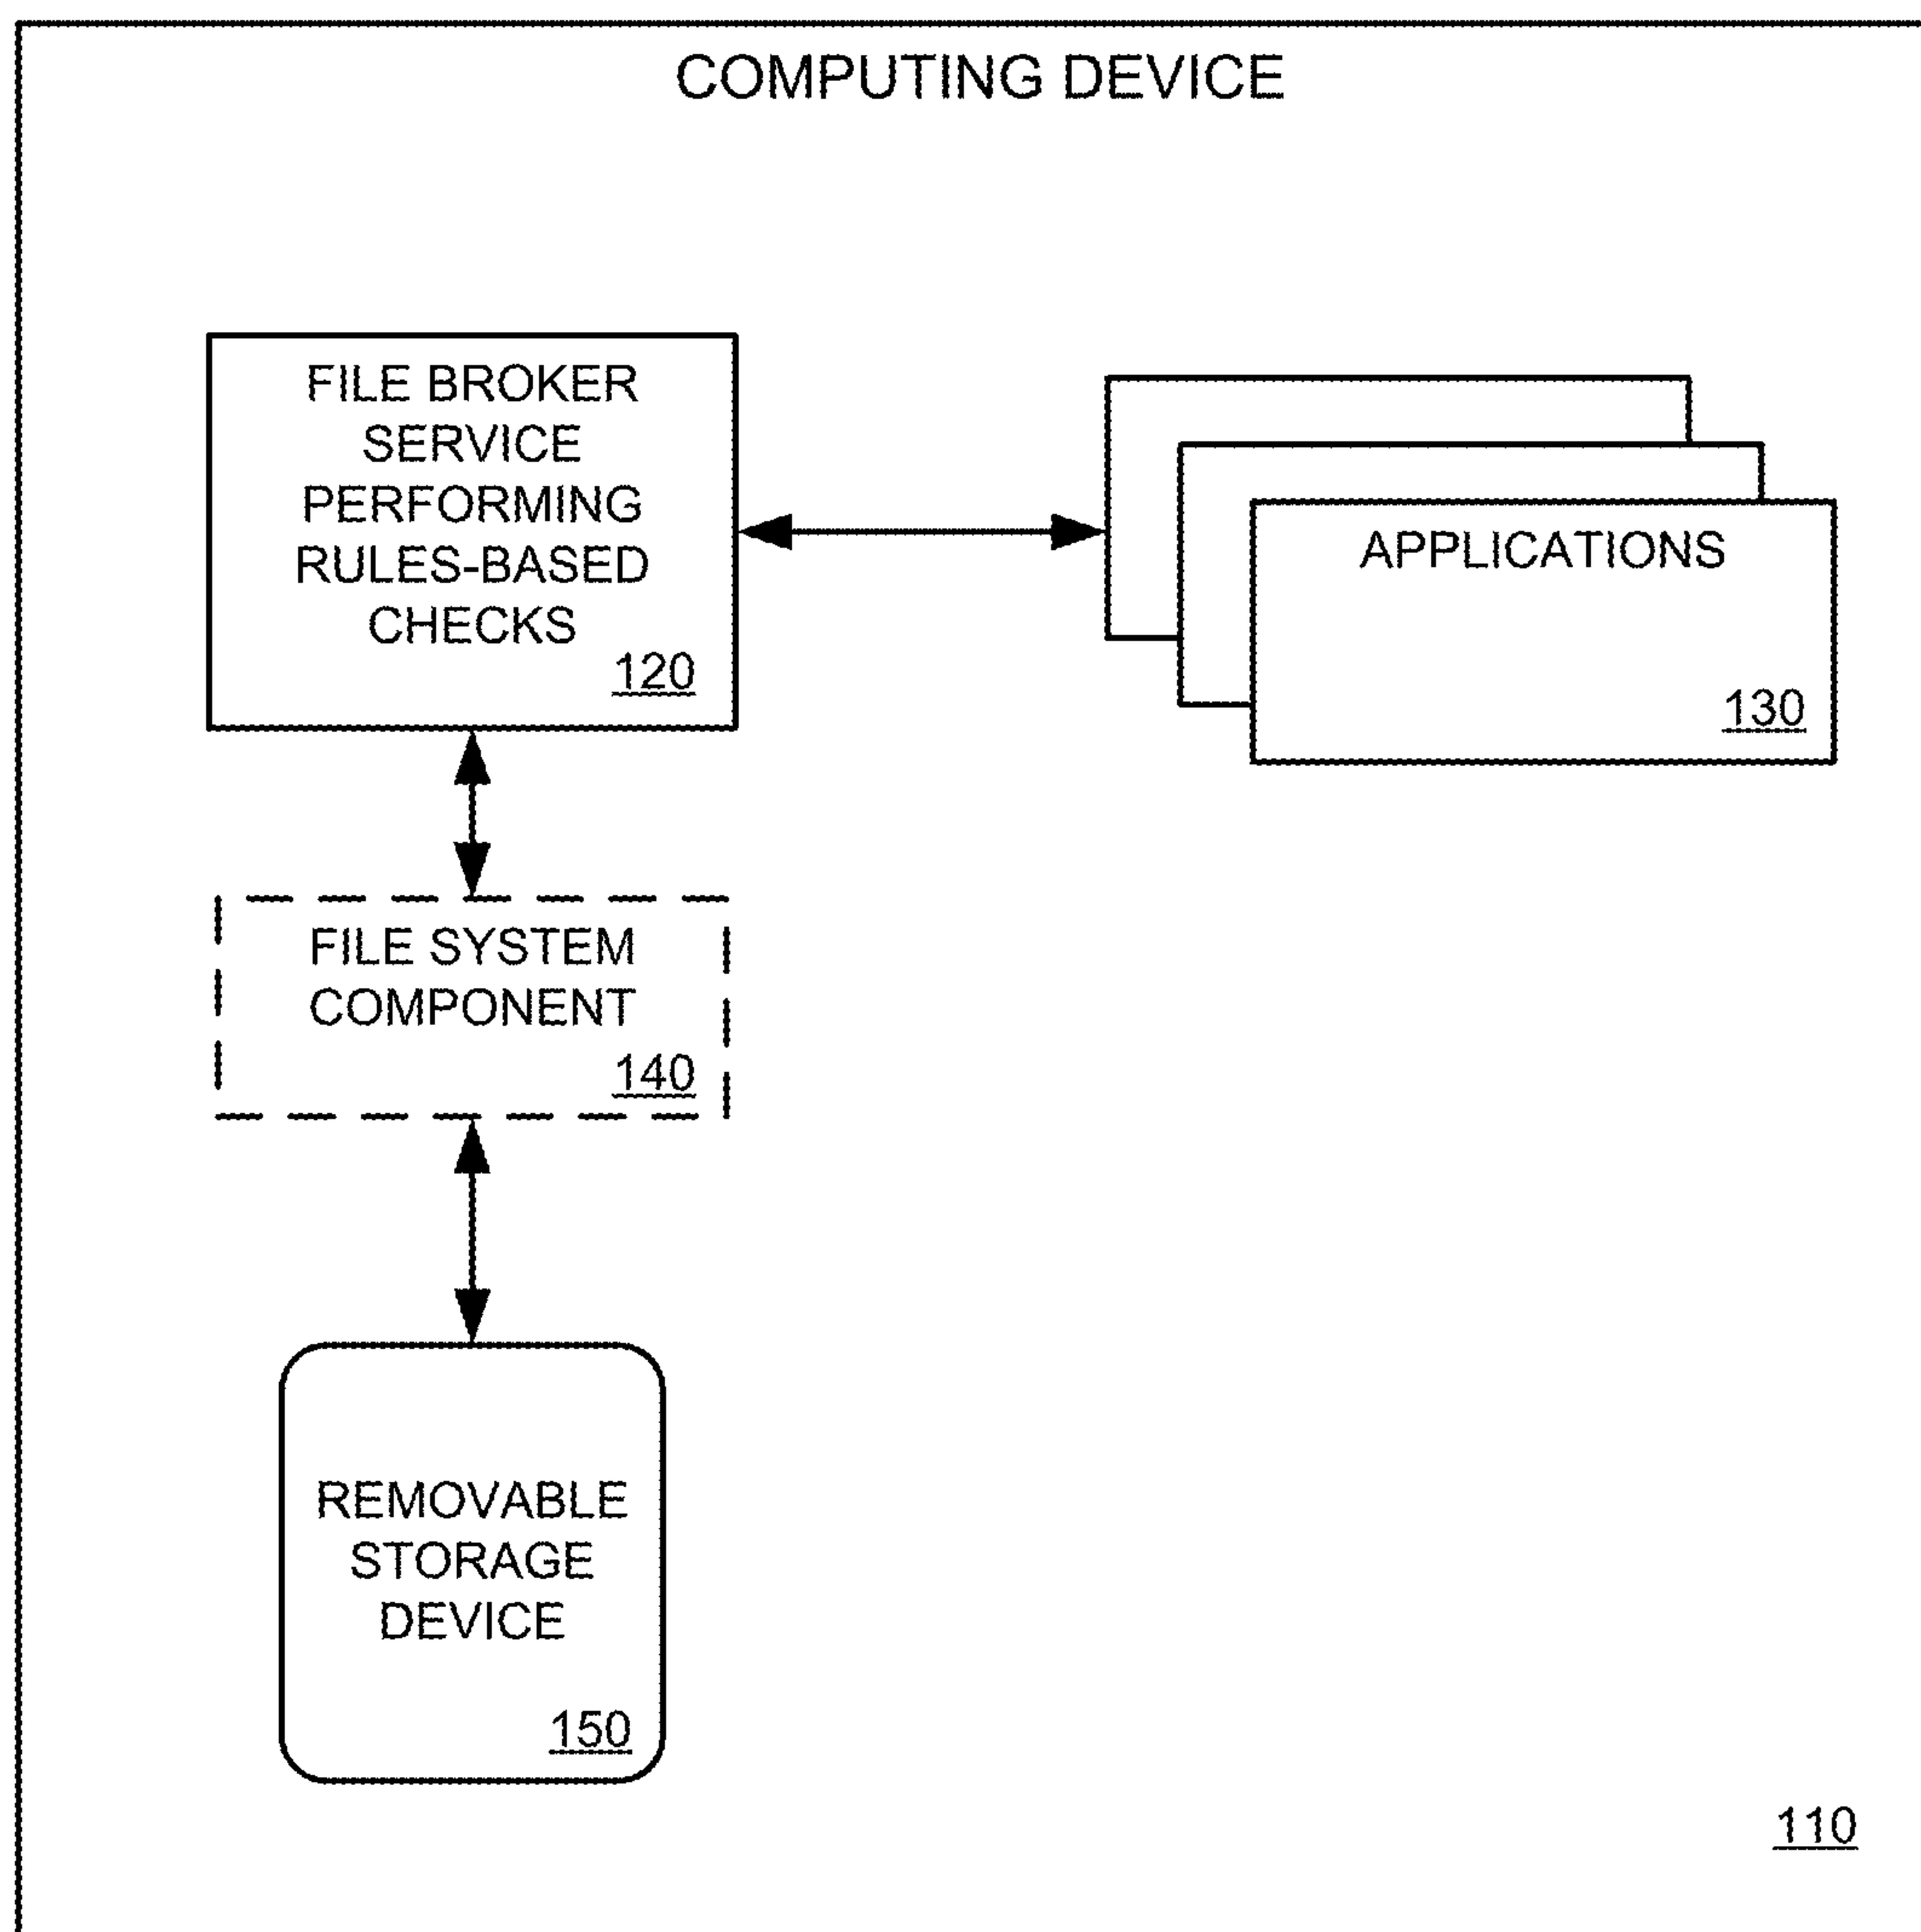 COMPUTING DEVICE
FILE BROKER
SERVICE
PERFORMING
RULES-BASED
CHECKS
120
APPLICATIONS
130
FILE SYSTEM
COMPONENT
140
REMOVABLE
STORAGE
DEVICE
150
110